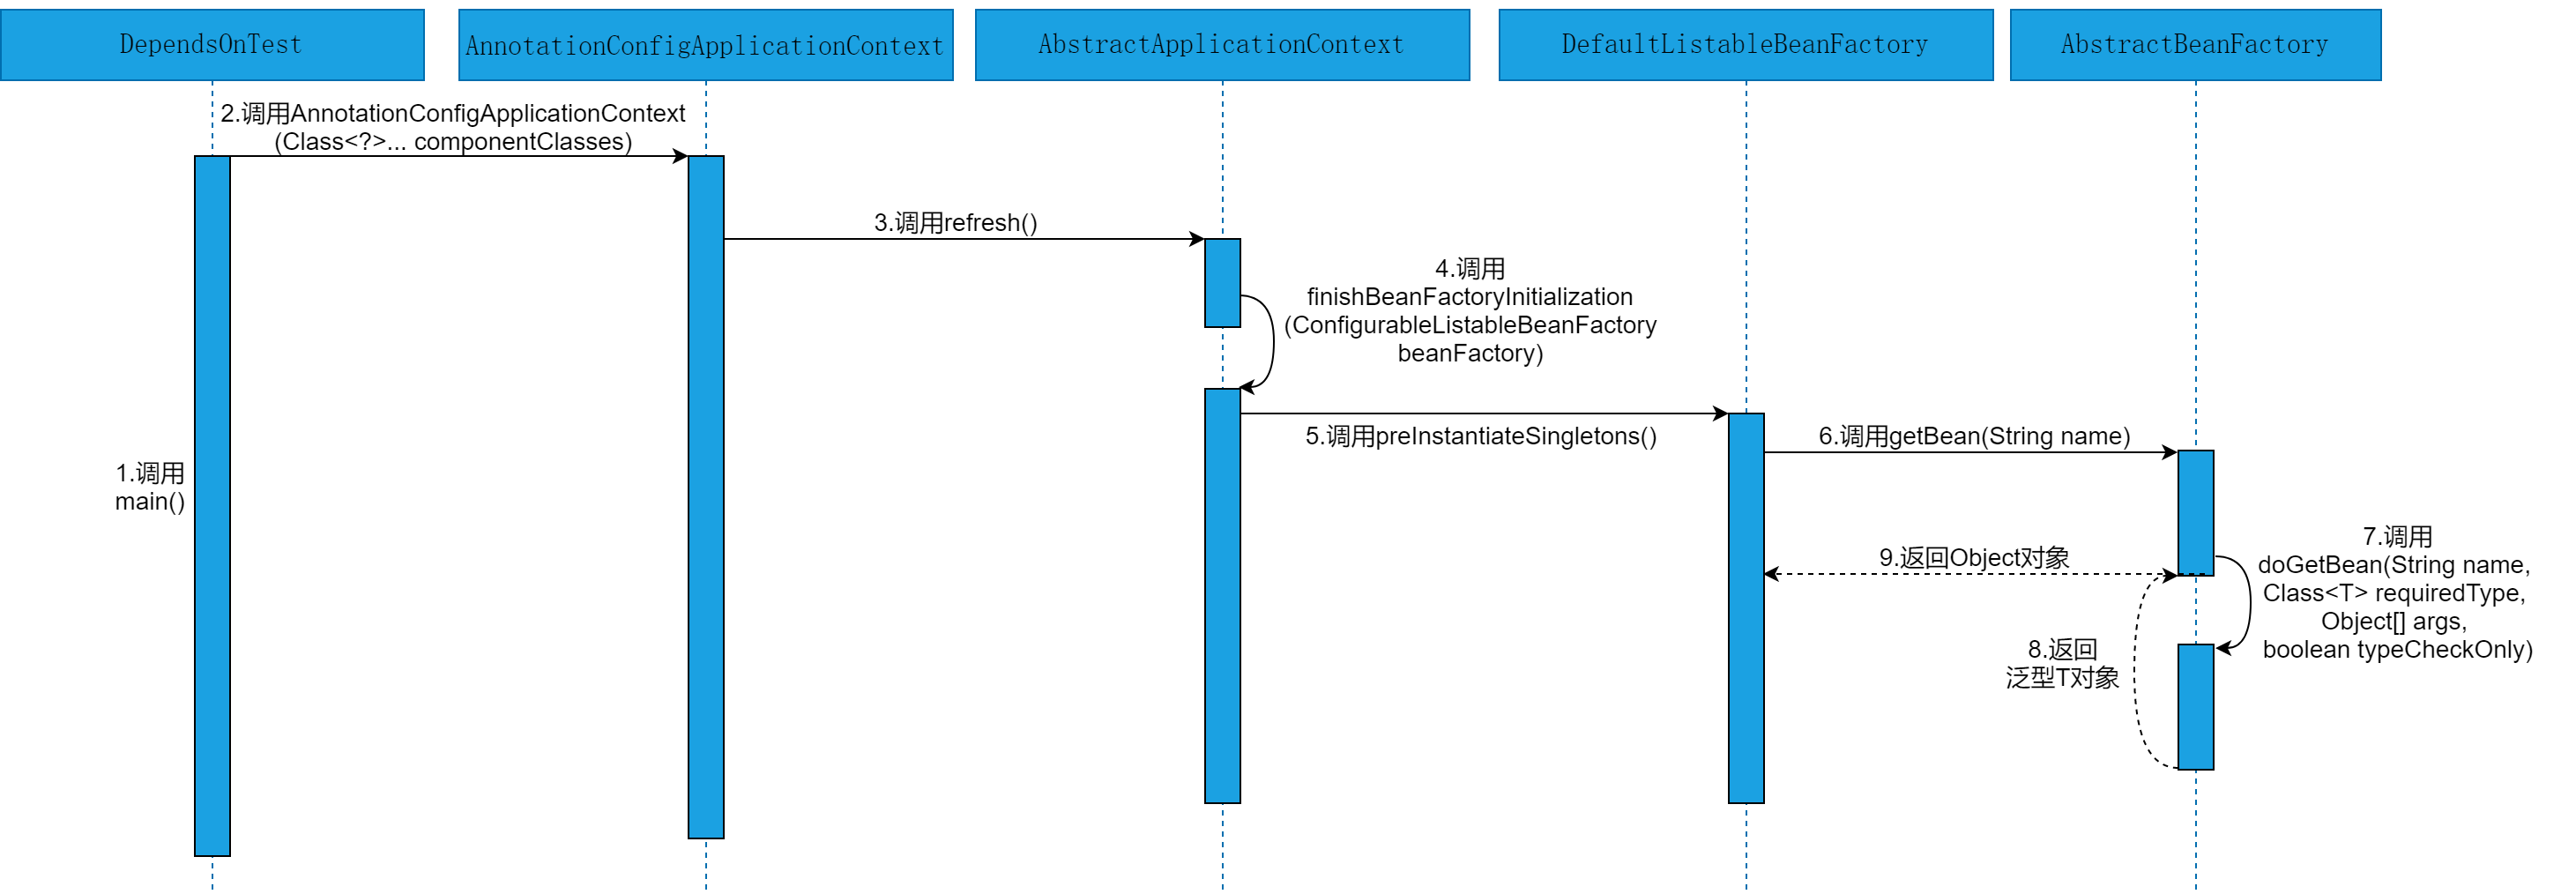 DependsOnTest
AnnotationConfigApplicationContext
AbstractApplicationContext
DefaultListableBeanFactory
AbstractBeanFactory
2.调用AnnotationConfigApplicationContext
(Class<?>... componentClasses)
3.调用refresh()
4.调用
finishBeanFactoryInitialization
(ConfigurableListableBeanFactory
beanFactory)
5.调用preInstantiateSingletons()
6.调用getBean(String name)
1.调用
main()
7.调用
doGetBean(String name,
Class<T> requiredType,
Object[] args,
boolean typeCheckOnly)
9.返回Object对象
8.返回
泛型T对象